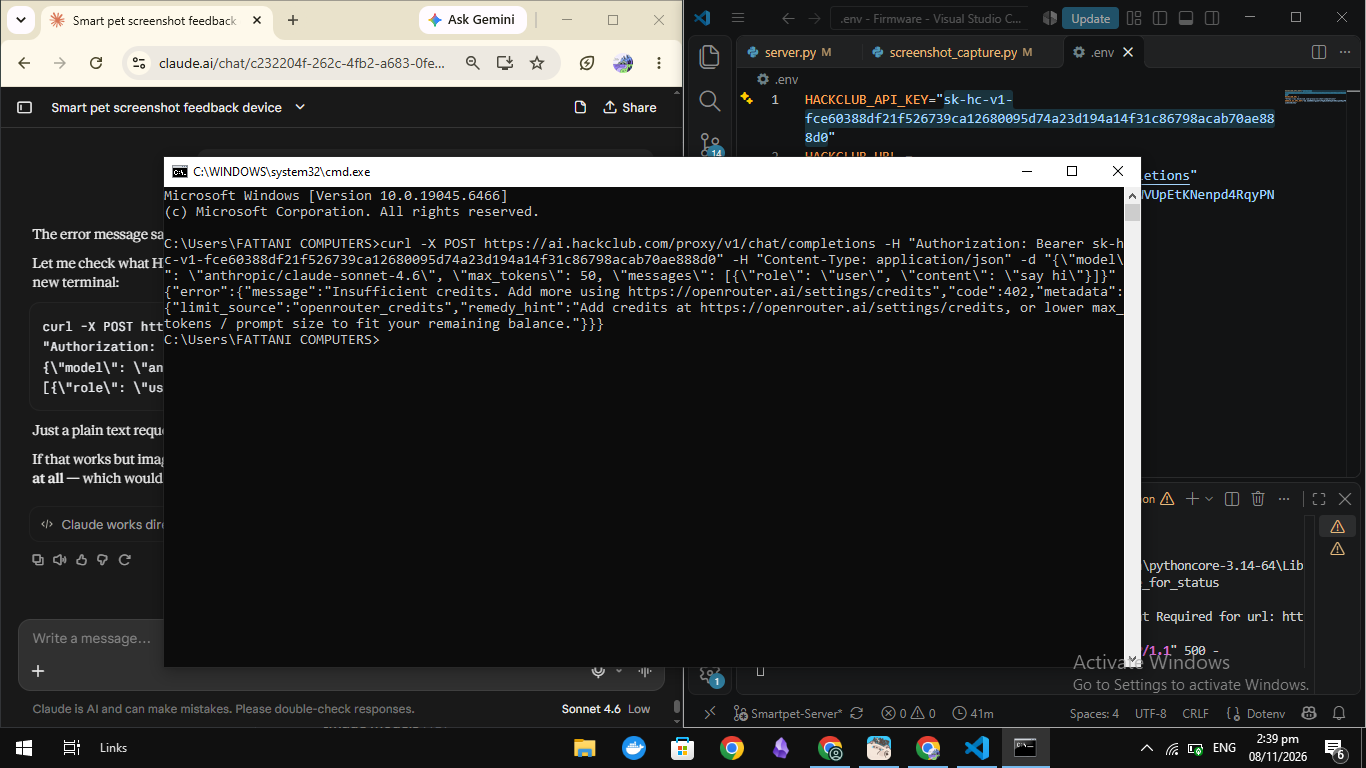 Smart pet screenshot feedback
Ask Gemini
claude.ai/chat/c232204f-262c-4fb2-a683-0fe...
Smart pet screenshot feedback device
Share
The error message sa
Let me check what H
new terminal:
curl -X POST htt
"Authorization:
{\"model\": \"an
[{\"role\": \"us
Just a plain text reque
If that works but imag
at all — which would
Claude works dire
Write a message...
Claude is AI and can make mistakes. Please double-check responses.
Sonnet 4.6 Low
.env - Firmware - Visual Studio C...
Update
server.py M
screenshot_capture.py M
.env
.env
1
HACKCLUB_API_KEY="sk-hc-v1-
fce60388df21f526739ca12680095d74a23d194a14f31c86798acab70ae88
8d0"
14
letions"
VUpEtKNenpd4RqyPN
C:\WINDOWS\system32\cmd.exe
Microsoft Windows [Version 10.0.19045.6466]
(c) Microsoft Corporation. All rights reserved.
C:\Users\FATTANI COMPUTERS>curl -X POST https://ai.hackclub.com/proxy/v1/chat/completions -H "Authorization: Bearer sk-h
c-v1-fce60388df21f526739ca12680095d74a23d194a14f31c86798acab70ae888d0" -H "Content-Type: application/json" -d "{\"model\
": \"anthropic/claude-sonnet-4.6\", \"max_tokens\": 50, \"messages\": [{\"role\": \"user\", \"content\": \"say hi\"}]}"
{"error":{"message":"Insufficient credits. Add more using https://openrouter.ai/settings/credits","code":402,"metadata":
{"limit_source":"openrouter_credits","remedy_hint":"Add credits at https://openrouter.ai/settings/credits, or lower max_
tokens / prompt size to fit your remaining balance."}}}
C:\Users\FATTANI COMPUTERS>
on
\pythoncore-3.14-64\Lib
_for_status
t Required for url: htt
/1.1" 500 -
1
Activate Windows
Go to Settings to activate Windows.
Smartpet-Server*
0
0
41m
Spaces: 4
UTF-8
CRLF
Dotenv
Links
ENG
2:39 pm
08/11/2026
6